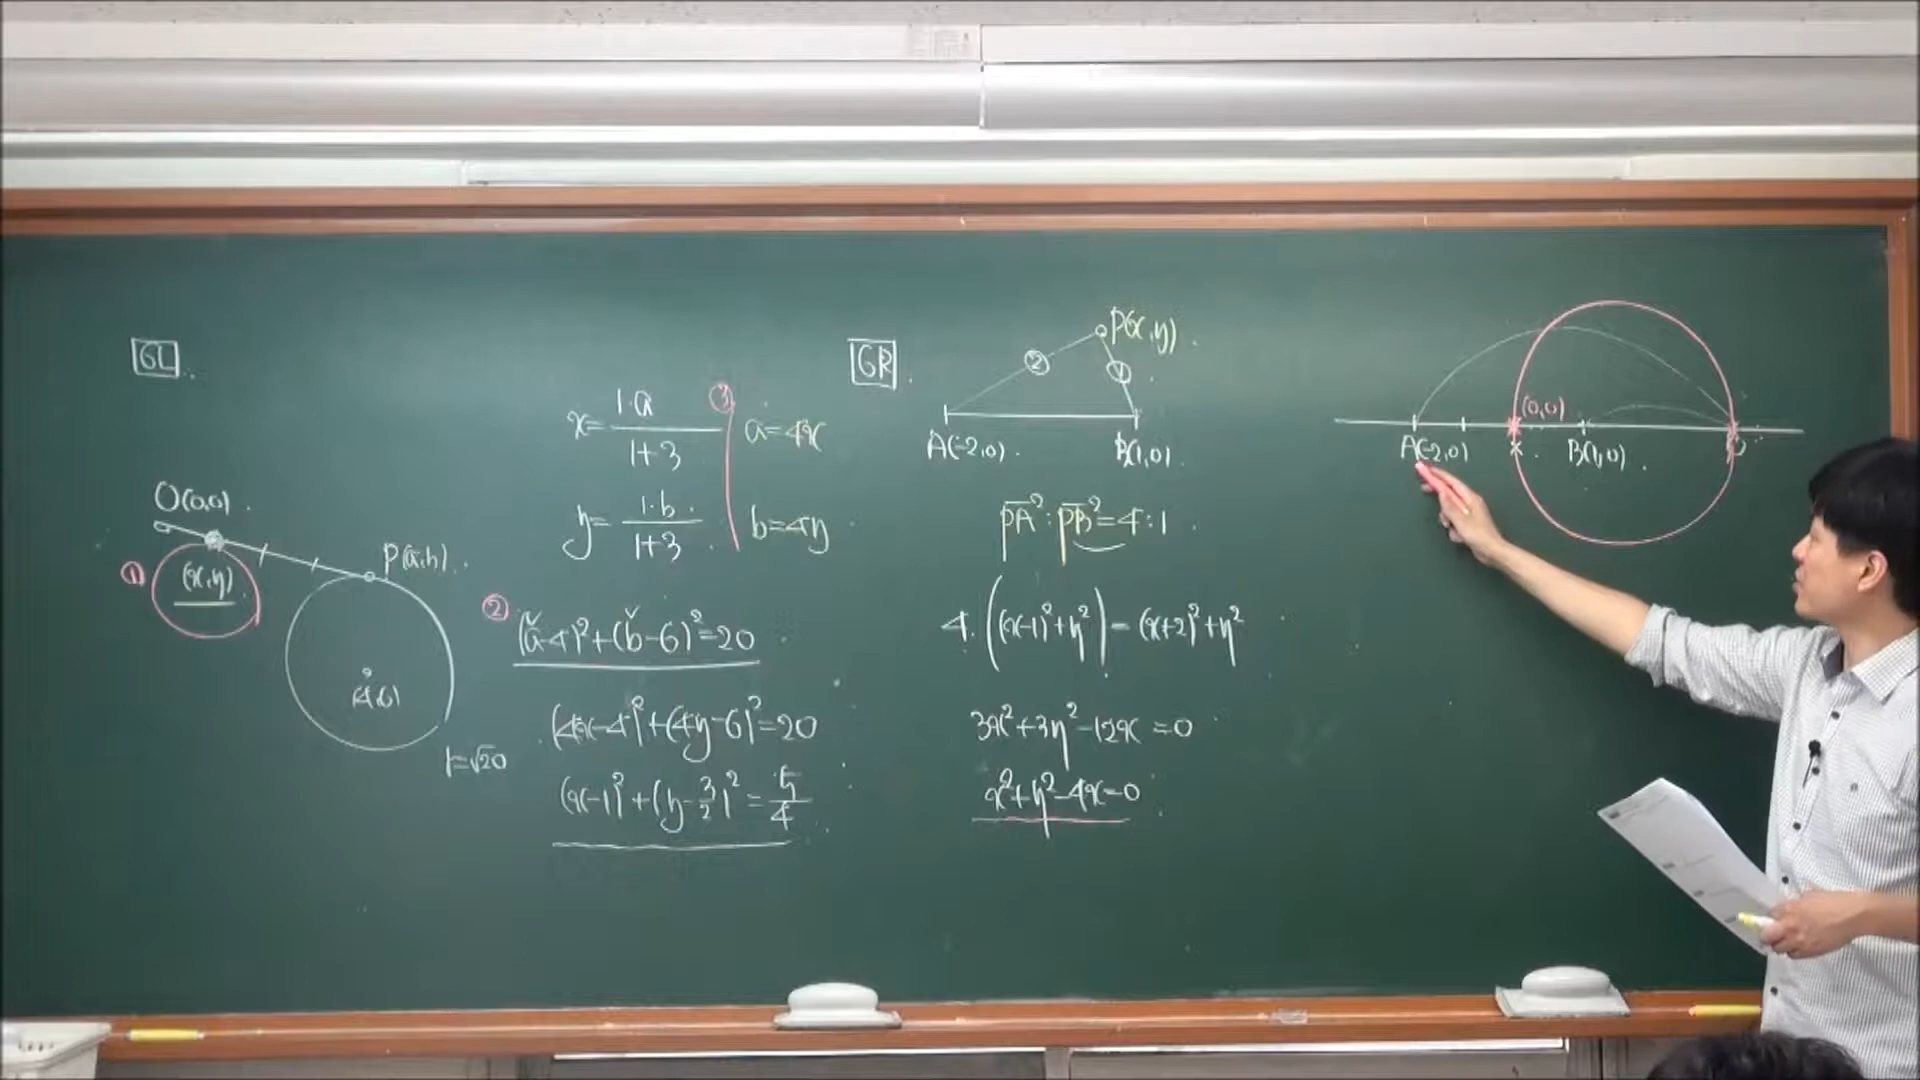 GL
O(0,0)
①
(x,y)
P(a,b)
(4,6)
r=√20
x = 1·a / 1+3
③
a=4x
y = 1·b / 1+3
b=4y
②
(a-4)²+(b-6)²=20
(4x-4)²+(4y-6)²=20
(x-1)²+(y-3/2)²=5/4
GR
P(x,y)
②
①
A(-2,0)
B(1,0)
PA²:PB²=4:1
4·((x-1)²+y²)=(x+2)²+y²
3x²+3y²-12x=0
x²+y²-4x=0
(0,0)
A(-2,0)
×
B(1,0)